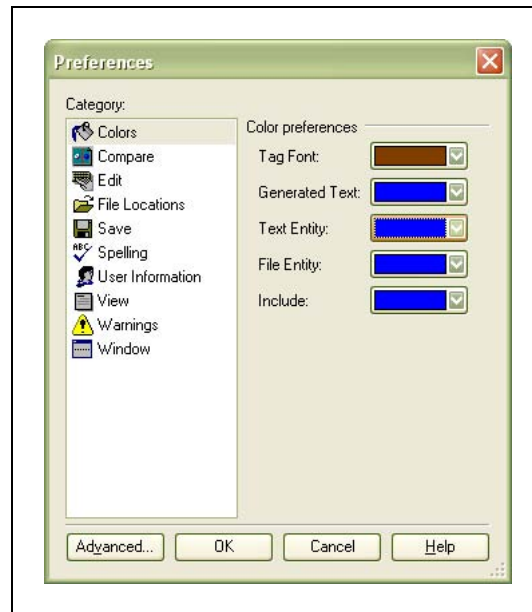 Preferences
Category:
Colors
Compare
Edit
File Locations
Save
ABC
Spelling
User Information
View
Warnings
Window
Color preferences
Tag Font:
Generated Text:
Text Entity:
File Entity:
Include:
Advanced...
OK
Cancel
Help